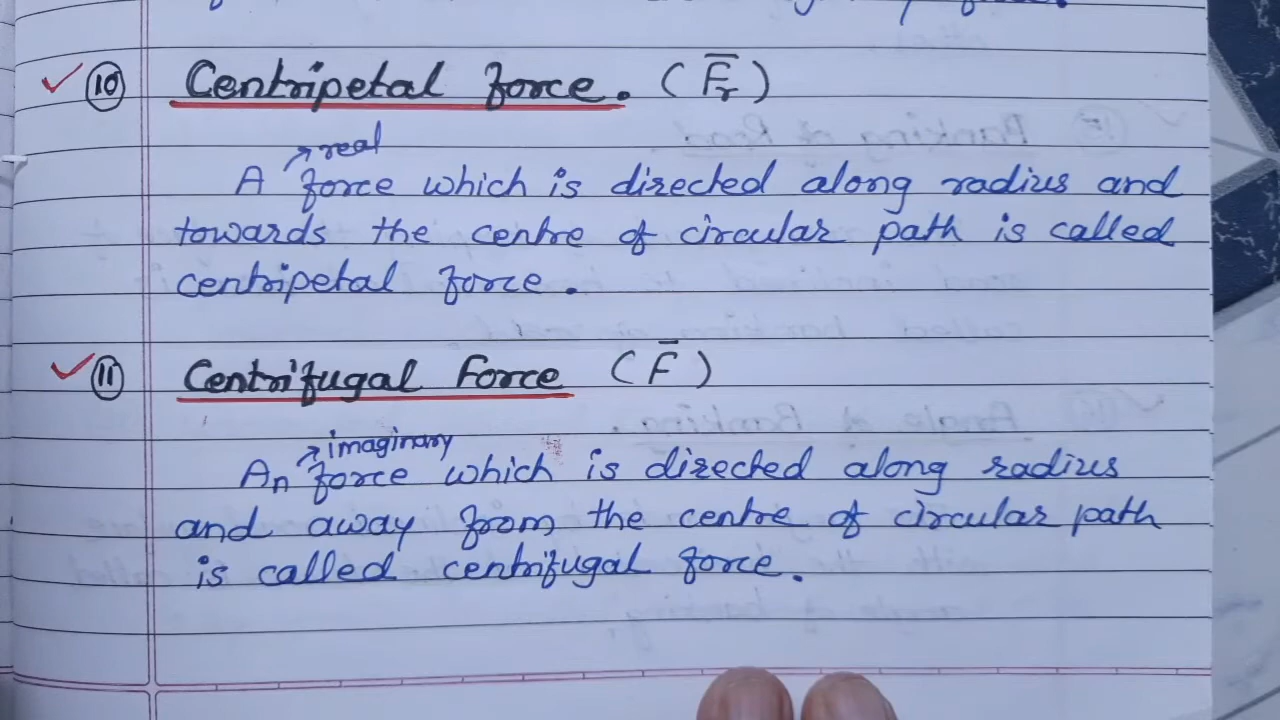 10 Centripetal force. (F̅r)
real
A force which is directed along radius and
towards the centre of circular path is called
centripetal force.
11 Centrifugal Force (F̅)
imaginary
An force which is directed along radius
and away from the centre of circular path
is called centrifugal force.